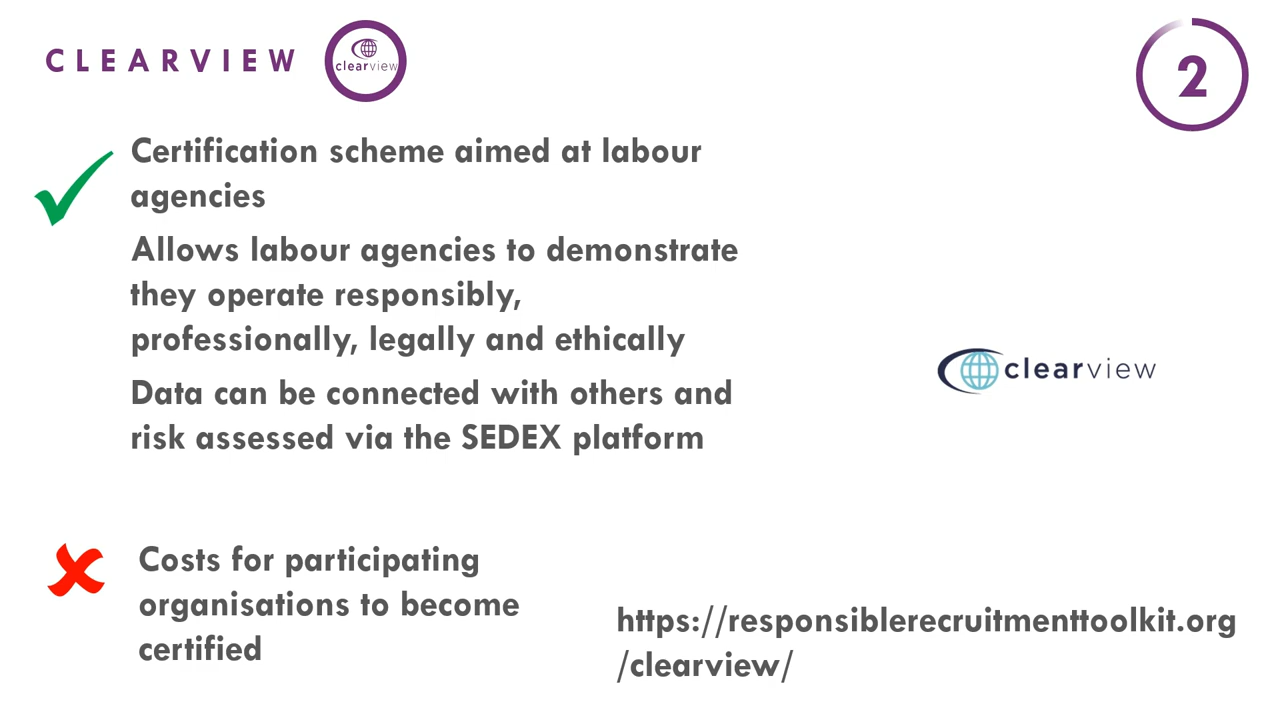 CLEARVIEW
clearview
2
Certification scheme aimed at labour
agencies
Allows labour agencies to demonstrate
they operate responsibly,
professionally, legally and ethically
Data can be connected with others and
risk assessed via the SEDEX platform
clearview
Costs for participating
organisations to become
certified
https://responsiblerecruitmenttoolkit.org
/clearview/